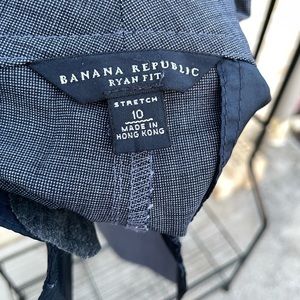 BANANA REPUBLIC
RYAN FIT
STRETCH
10
MADE IN
HONG KONG